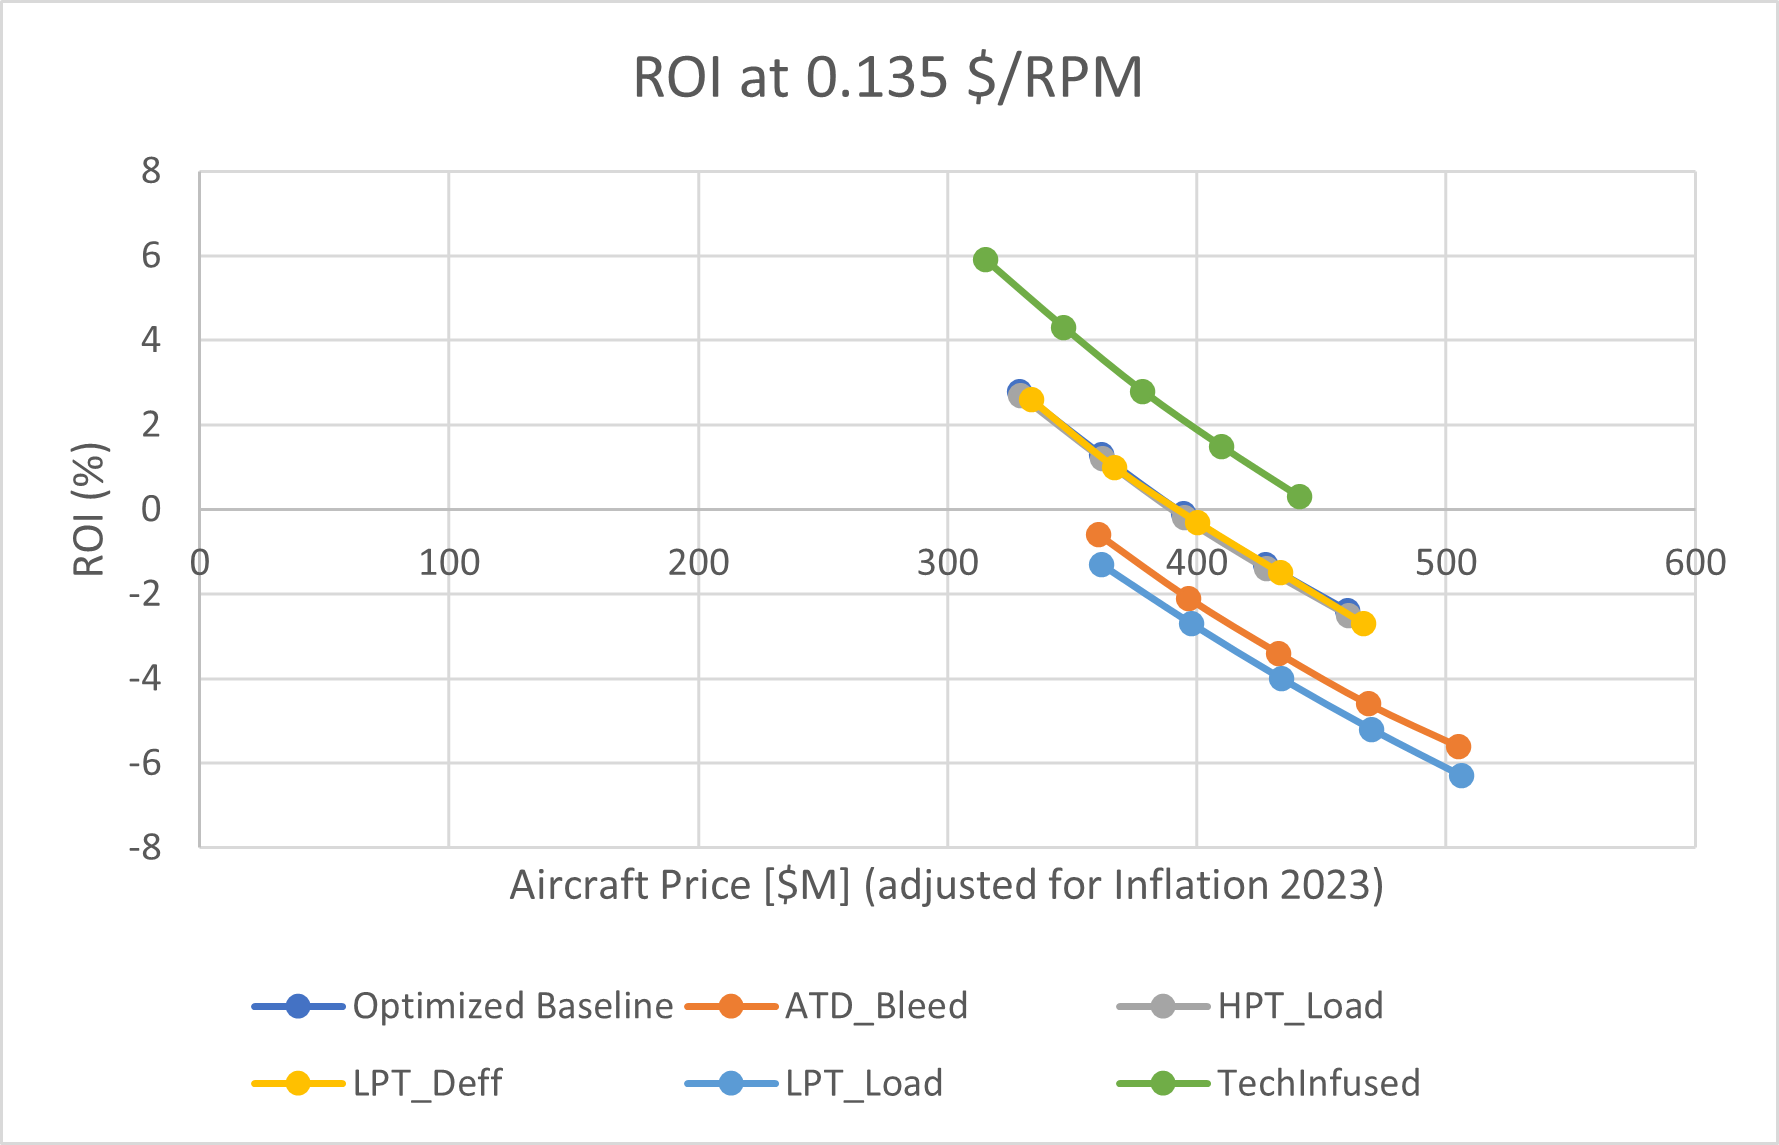 ROI at 0.135 $/RPM
8
6
4
2
0
-2
-4
-6
-8
ROI (%)
0 100 200 300 400 500 600
Aircraft Price [$M] (adjusted for Inflation 2023)
Optimized Baseline ATD_Bleed HPT_Load
LPT_Deff LPT_Load TechInfused